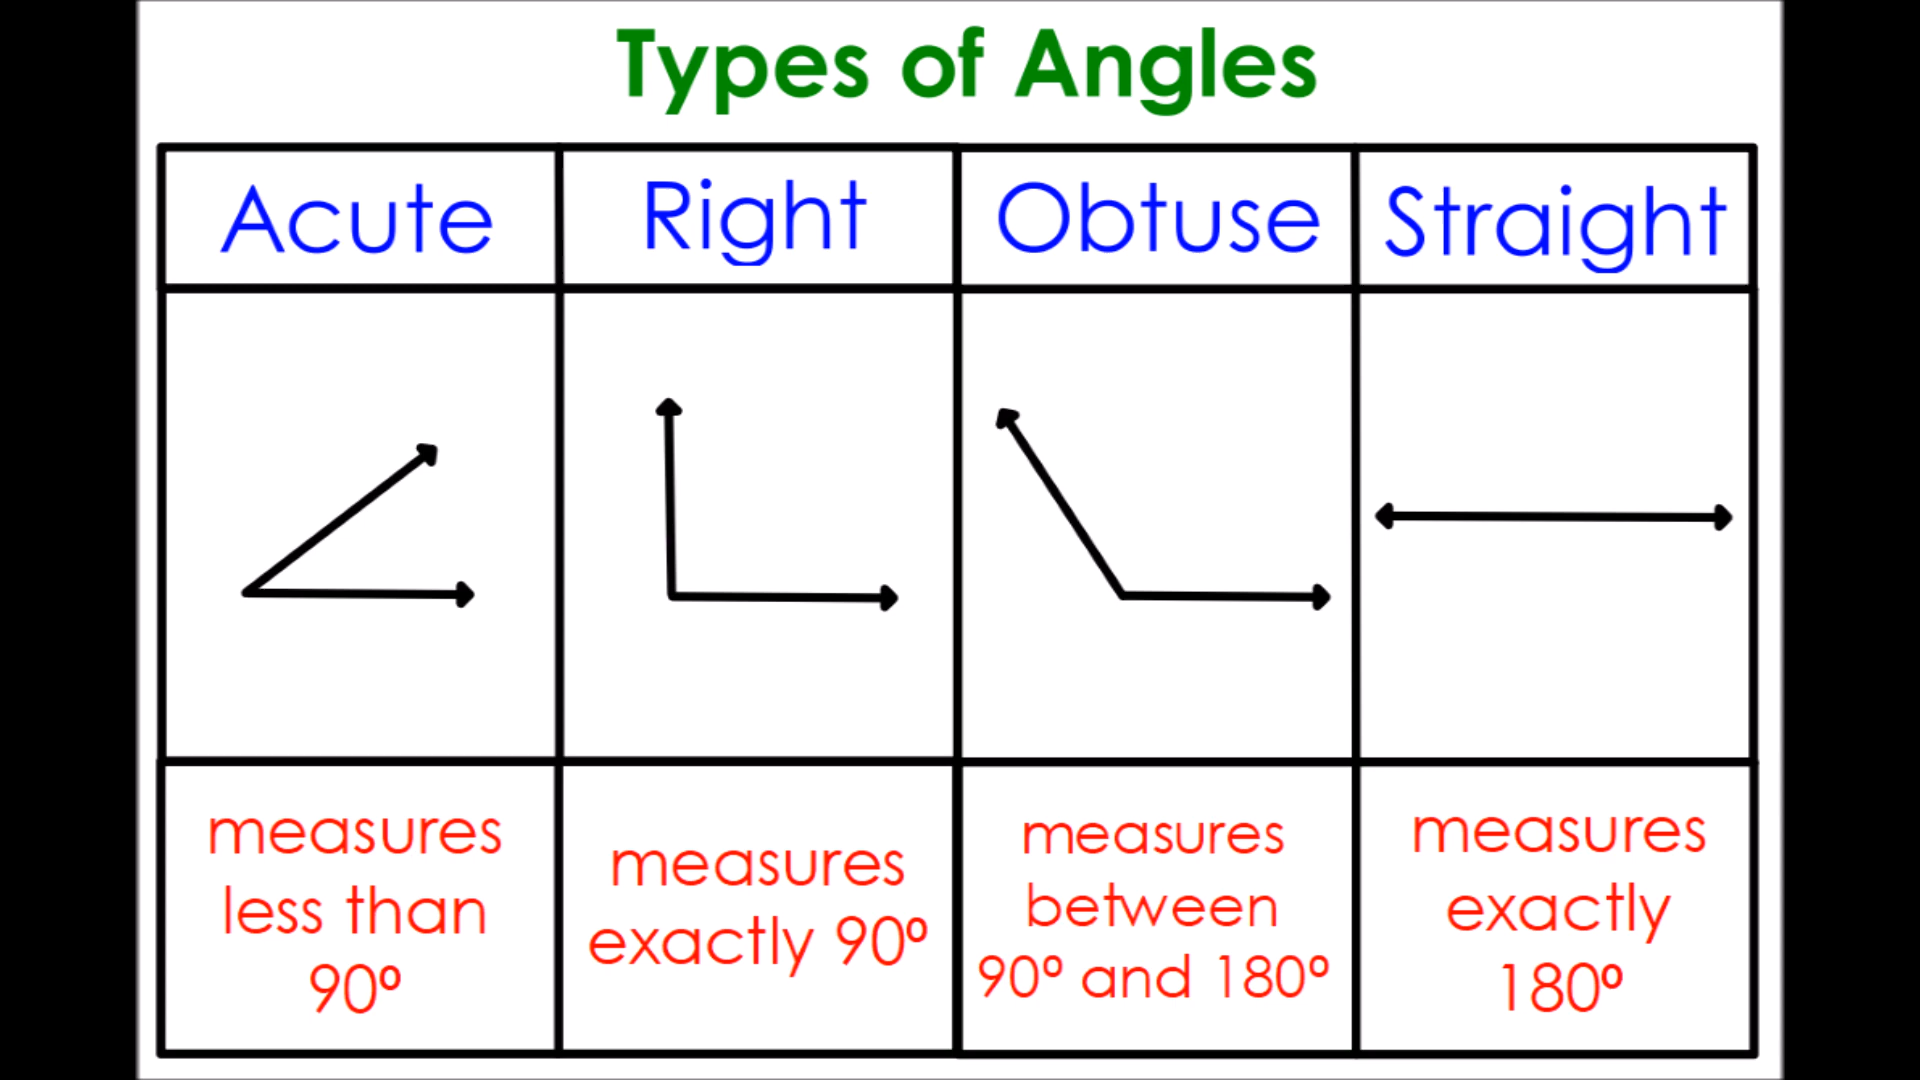 Types of Angles
Acute
Right
Obtuse
Straight
measures
less than
90º
measures
exactly 90º
measures
between
90º and 180º
measures
exactly
180º